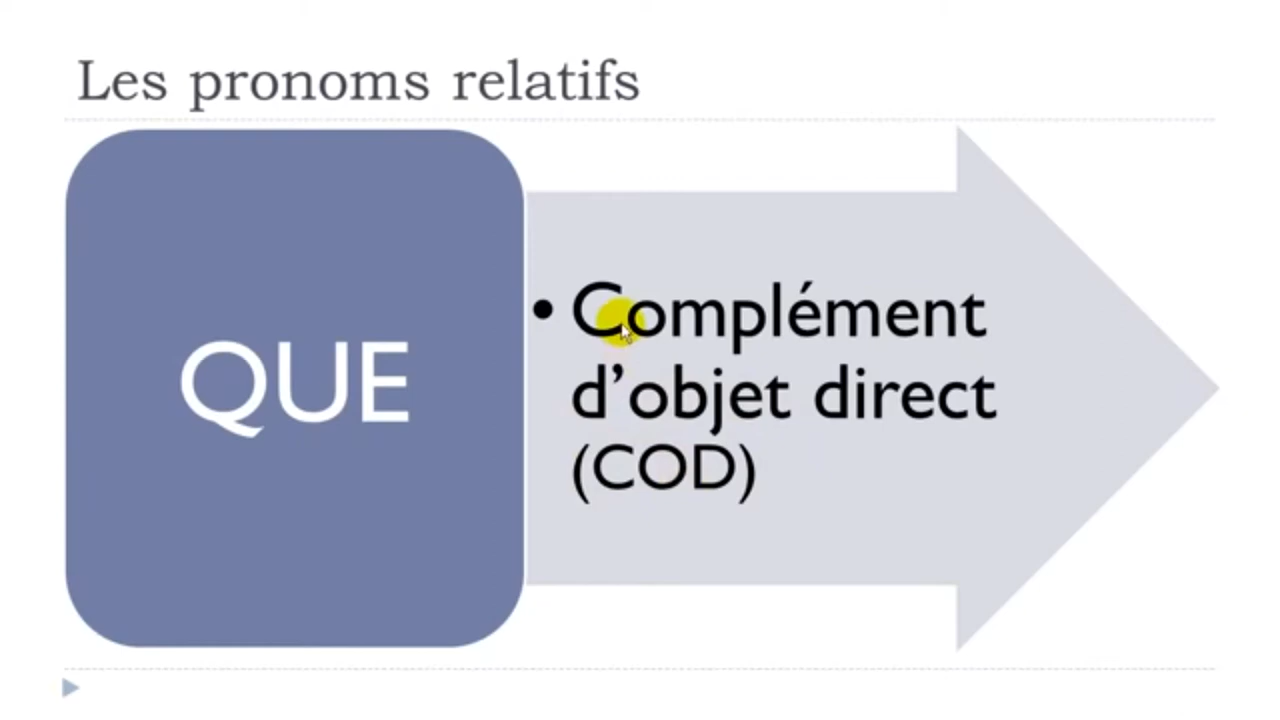 Les pronoms relatifs
QUE
• Complément
d’objet direct
(COD)